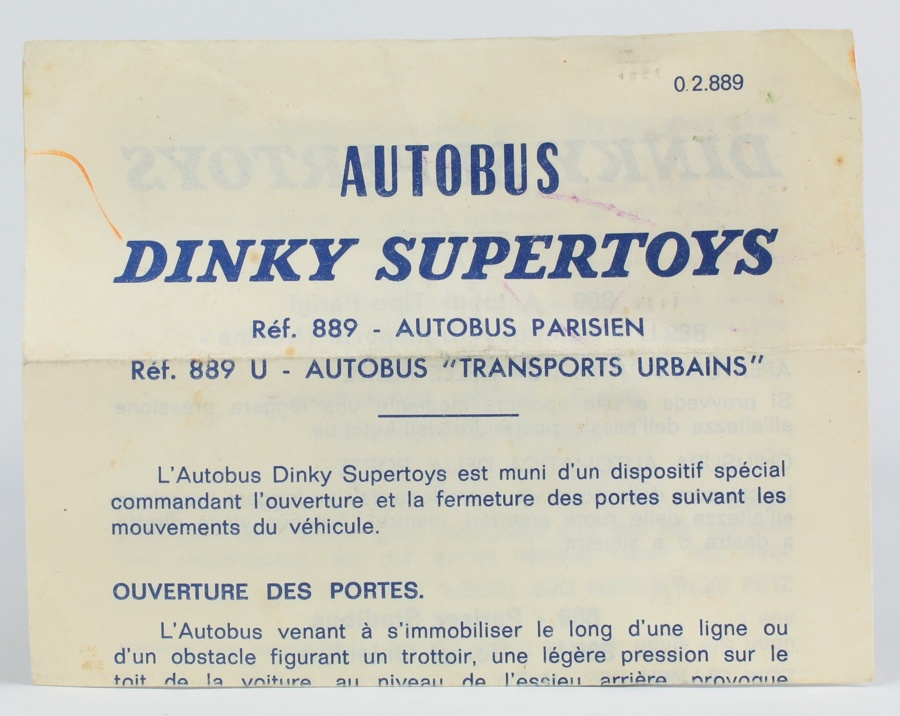 0.2.889
AUTOBUS
DINKY SUPERTOYS
Réf. 889 - AUTOBUS PARISIEN
Réf. 889 U - AUTOBUS "TRANSPORTS URBAINS"
L'Autobus Dinky Supertoys est muni d'un dispositif spécial
commandant l'ouverture et la fermeture des portes suivant les
mouvements du véhicule.
OUVERTURE DES PORTES.
L'Autobus venant à s'immobiliser le long d'une ligne ou
d'un obstacle figurant un trottoir, une légère pression sur le
toit de la voiture, au niveau de l'essieu arrière, provoque